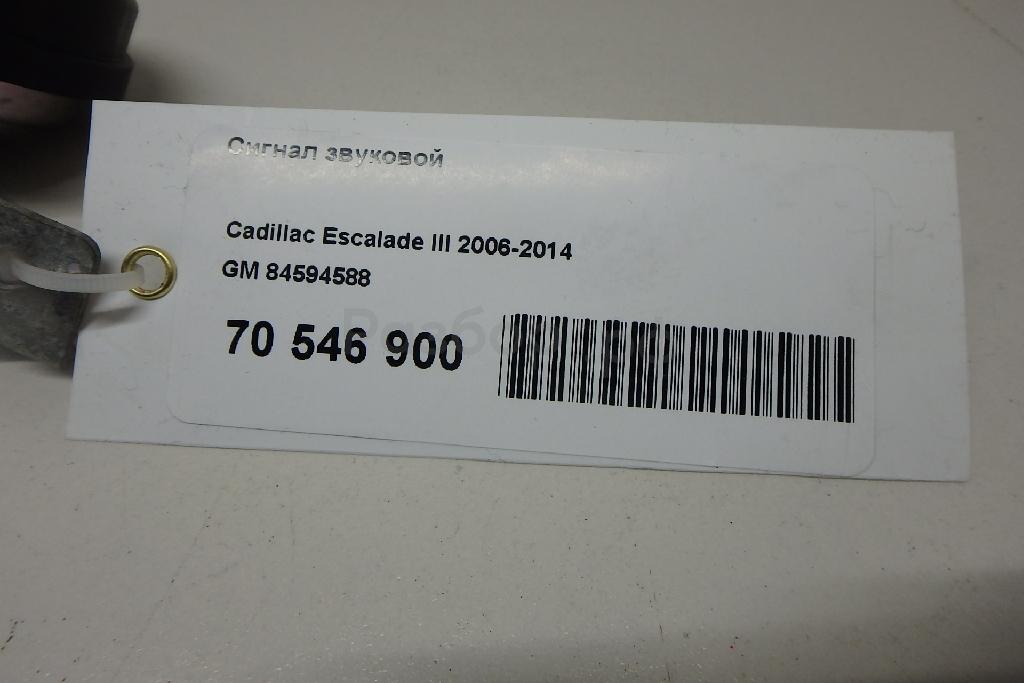 Сигнал звуковой
Cadillac Escalade III 2006-2014
GM 84594588
70 546 900